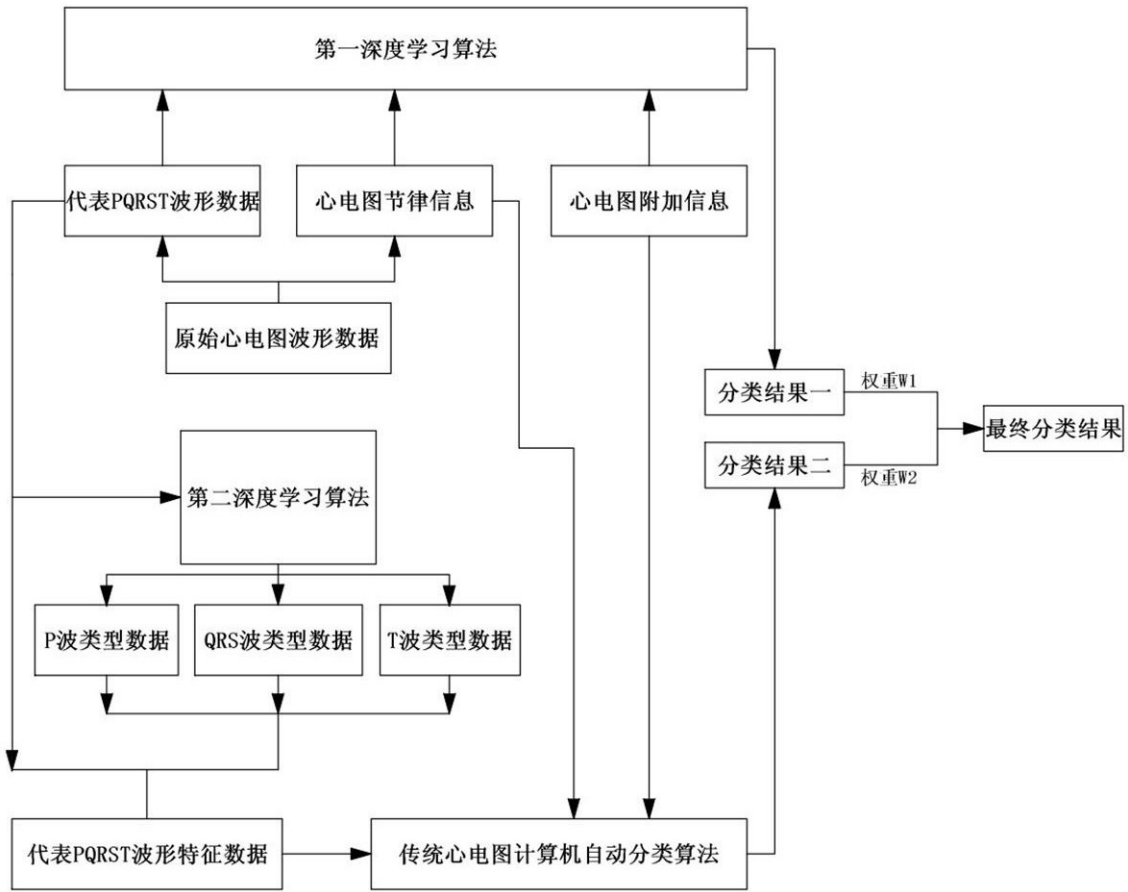 第一深度学习算法
代表PQRST波形数据
心电图节律信息
心电图附加信息
原始心电图波形数据
分类结果一
权重W1
最终分类结果
分类结果二
权重W2
第二深度学习算法
P波类型数据
QRS波类型数据
T波类型数据
代表PQRST波形特征数据
传统心电图计算机自动分类算法